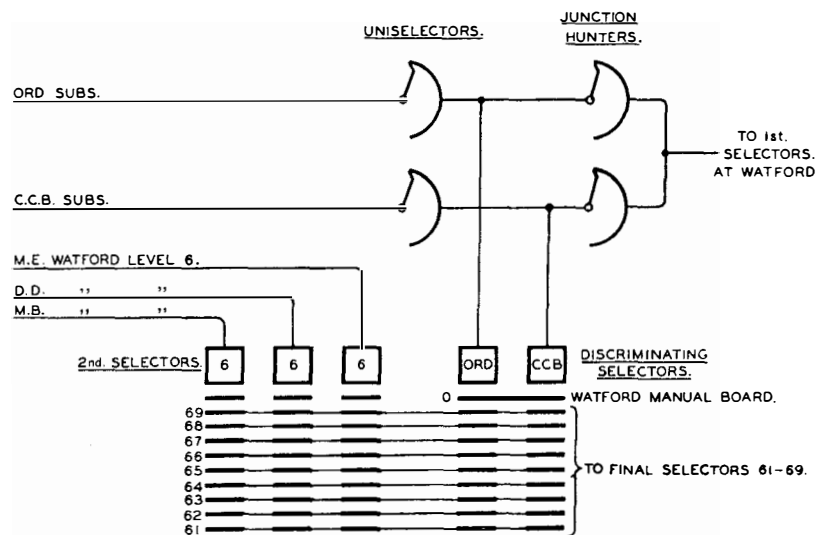 UNISELECTORS.
JUNCTION
HUNTERS.
ORD SUBS.
TO 1st.
SELECTORS.
AT WATFORD
C.C.B. SUBS.
M.E. WATFORD LEVEL 6.
D.D. ,, ,,
M.B. ,, ,,
2nd. SELECTORS.
6
6
6
ORD
CCB
DISCRIMINATING
SELECTORS.
0
WATFORD MANUAL BOARD.
69
68
67
66
65
64
63
62
61
TO FINAL SELECTORS 61-69.